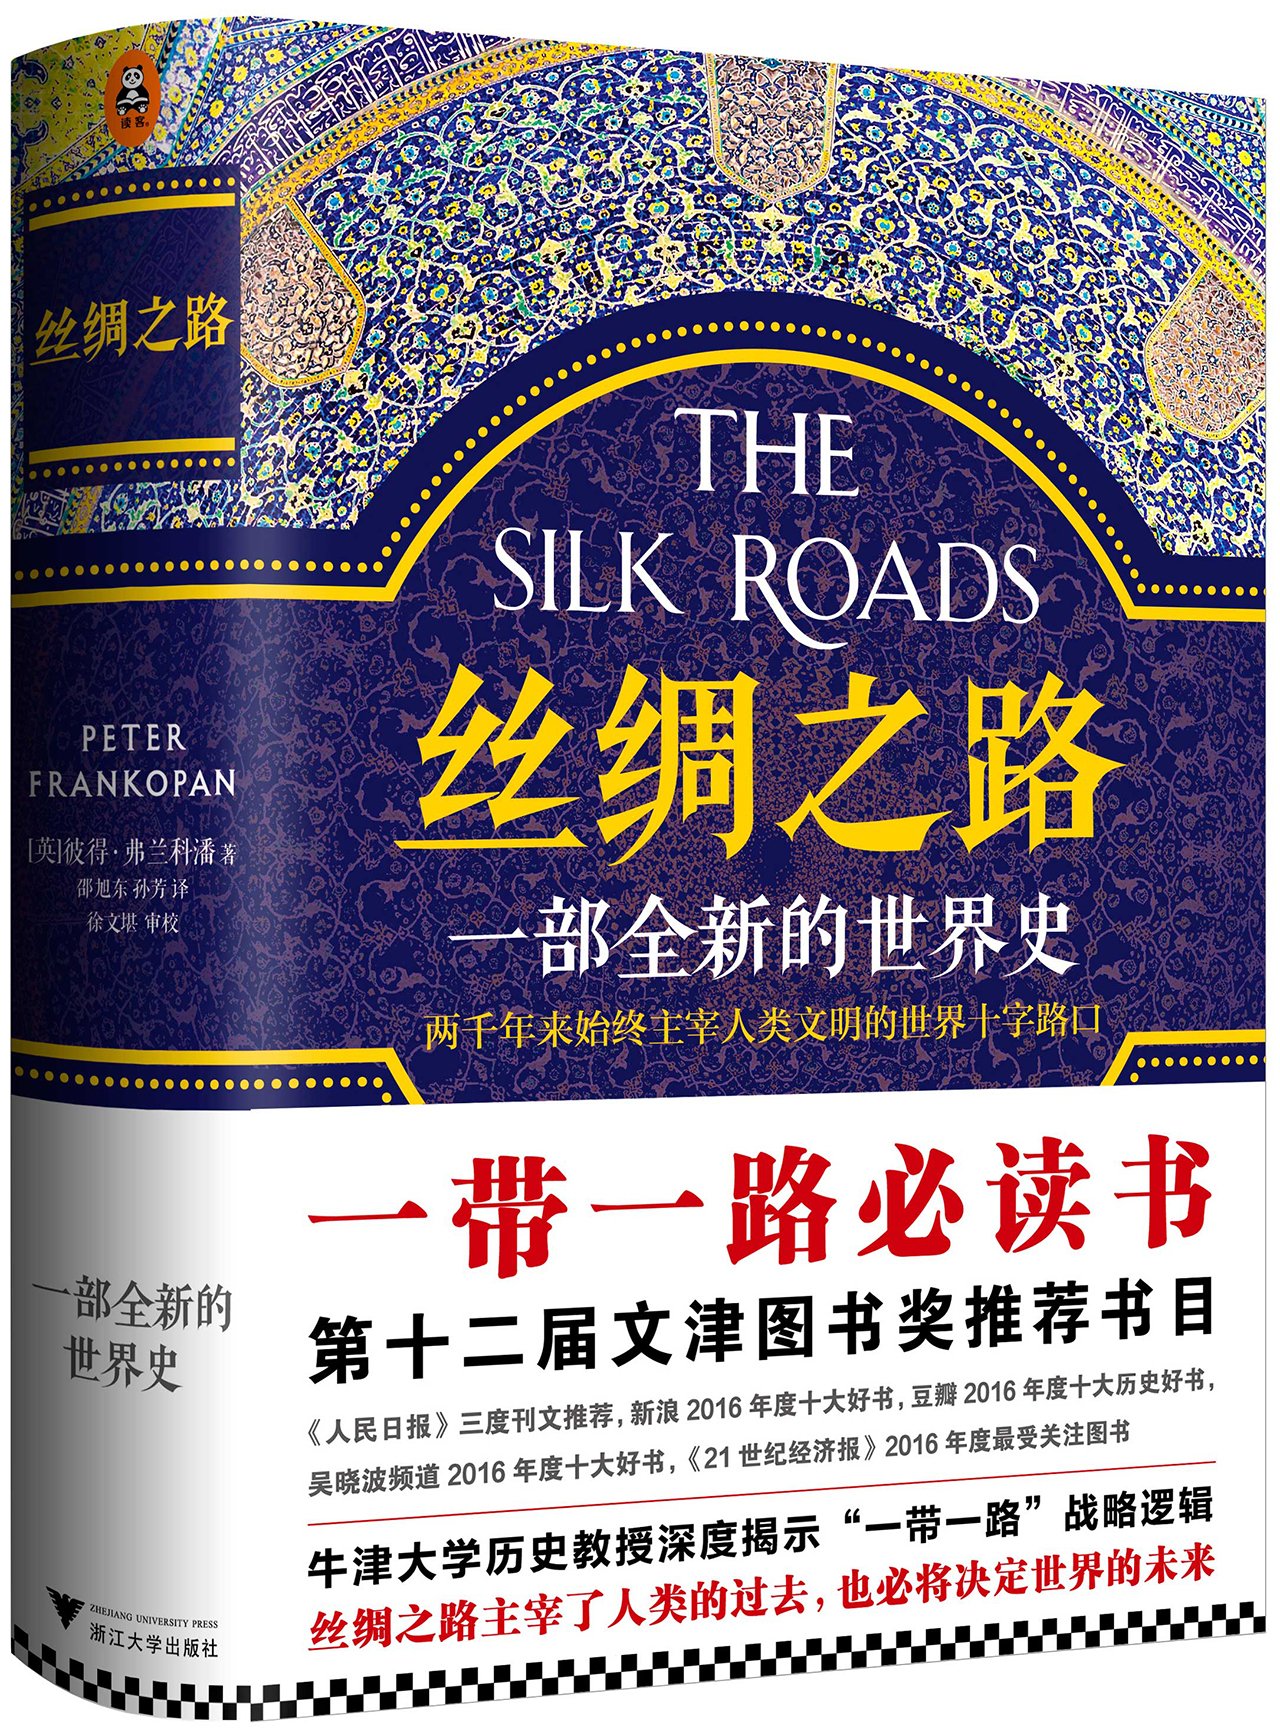 读客。
丝绸之路
PETER
FRANKOPAN
[英]彼得·弗兰科潘 著
邵旭东 孙芳 译
徐文堪 审校
一部全新的
世界史
ZHEJIANG UNIVERSITY PRESS
浙江大学出版社
THE
SILK ROADS
丝绸之路
一部全新的世界史
两千年来始终主宰人类文明的世界十字路口
一带一路必读书
第十二届文津图书奖推荐书目
《人民日报》三度刊文推荐，新浪 2016 年度十大好书，豆瓣 2016 年度十大历史好书，
吴晓波频道 2016 年度十大好书，《21 世纪经济报》2016 年度最受关注图书
牛津大学历史教授深度揭示“一带一路”战略逻辑
丝绸之路主宰了人类的过去，也必将决定世界的未来